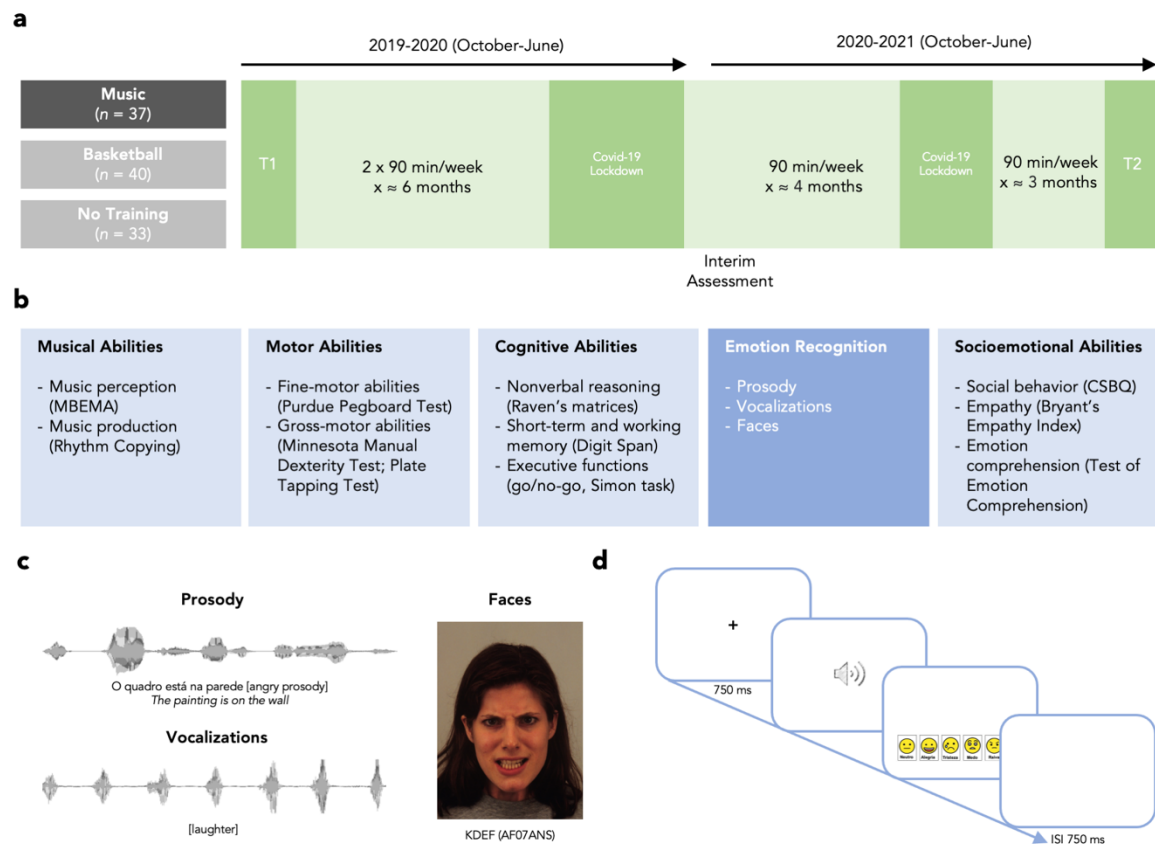 a
2019-2020 (October-June)
2020-2021 (October-June)
Music
(n = 37)
Basketball
(n = 40)
No Training
(n = 33)
T1
2 x 90 min/week
x ≈ 6 months
Covid-19
Lockdown
90 min/week
x ≈ 4 months
Covid-19
Lockdown
90 min/week
x ≈ 3 months
T2
Interim
Assessment
b
Musical Abilities
- Music perception
(MBEMA)
- Music production
(Rhythm Copying)
Motor Abilities
- Fine-motor abilities
(Purdue Pegboard Test)
- Gross-motor abilities
(Minnesota Manual
Dexterity Test; Plate
Tapping Test)
Cognitive Abilities
- Nonverbal reasoning
(Raven's matrices)
- Short-term and working
memory (Digit Span)
- Executive functions
(go/no-go, Simon task)
Emotion Recognition
- Prosody
- Vocalizations
- Faces
Socioemotional Abilities
- Social behavior (CSBQ)
- Empathy (Bryant's
Empathy Index)
- Emotion
comprehension (Test of
Emotion
Comprehension)
c
Prosody
O quadro está na parede [angry prosody]
The painting is on the wall
Vocalizations
[laughter]
Faces
KDEF (AF07ANS)
d
+
750 ms
Neutro Alegria Tristeza Medo Raiva
ISI 750 ms